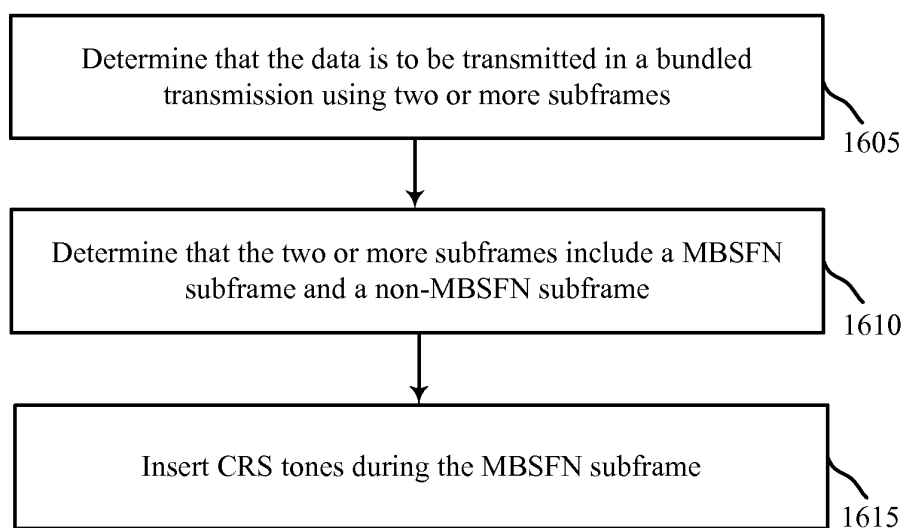 Determine that the data is to be transmitted in a bundled
transmission using two or more subframes
1605
Determine that the two or more subframes include a MBSFN
subframe and a non-MBSFN subframe
1610
Insert CRS tones during the MBSFN subframe
1615